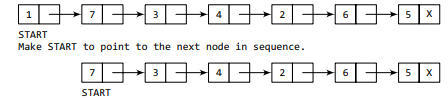 1 7 3 4 2 6 5 X
START
Make START to point to the next node in sequence.
7 3 4 2 6 5 X
START